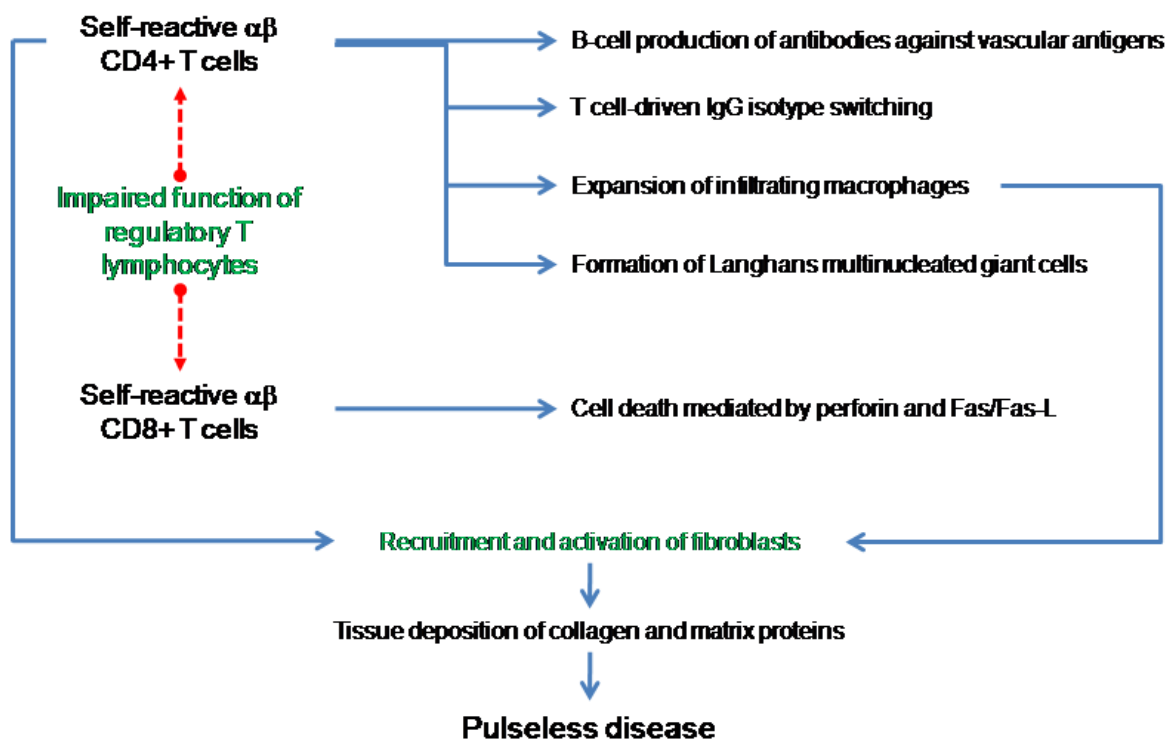 Self-reactive αβ
CD4+ T cells
B-cell production of antibodies against vascular antigens
T cell-driven IgG isotype switching
Impaired function of
regulatory T
lymphocytes
Expansion of infiltrating macrophages
Formation of Langhans multinucleated giant cells
Self-reactive αβ
CD8+ T cells
Cell death mediated by perforin and Fas/Fas-L
Recruitment and activation of fibroblasts
Tissue deposition of collagen and matrix proteins
Pulseless disease